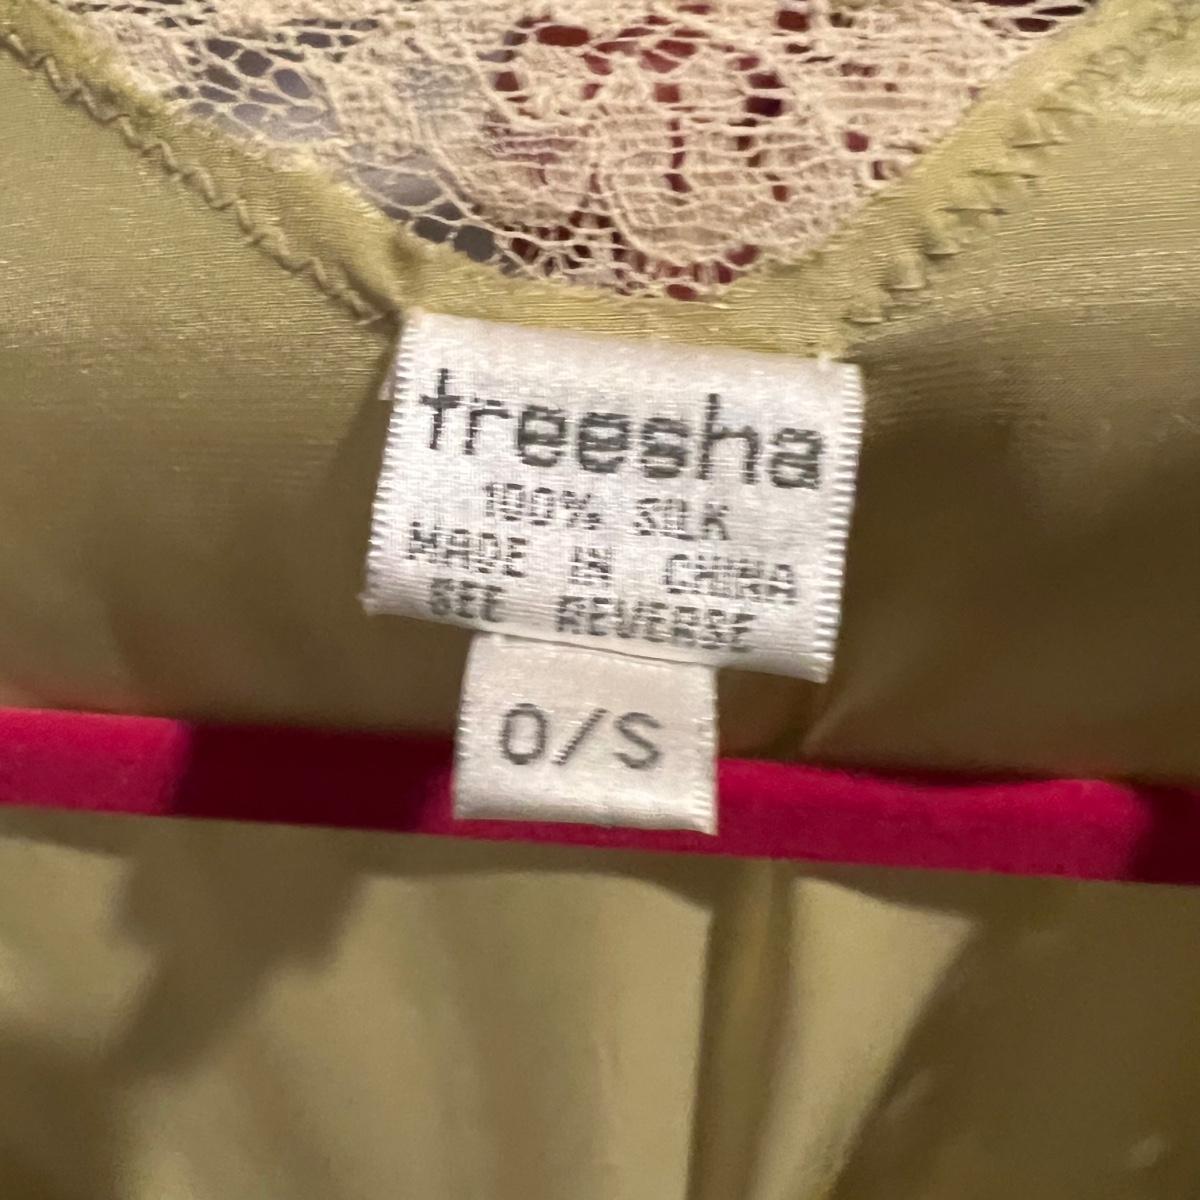 treesha
100% SILK
MADE IN CHINA
SEE REVERSE
O/S